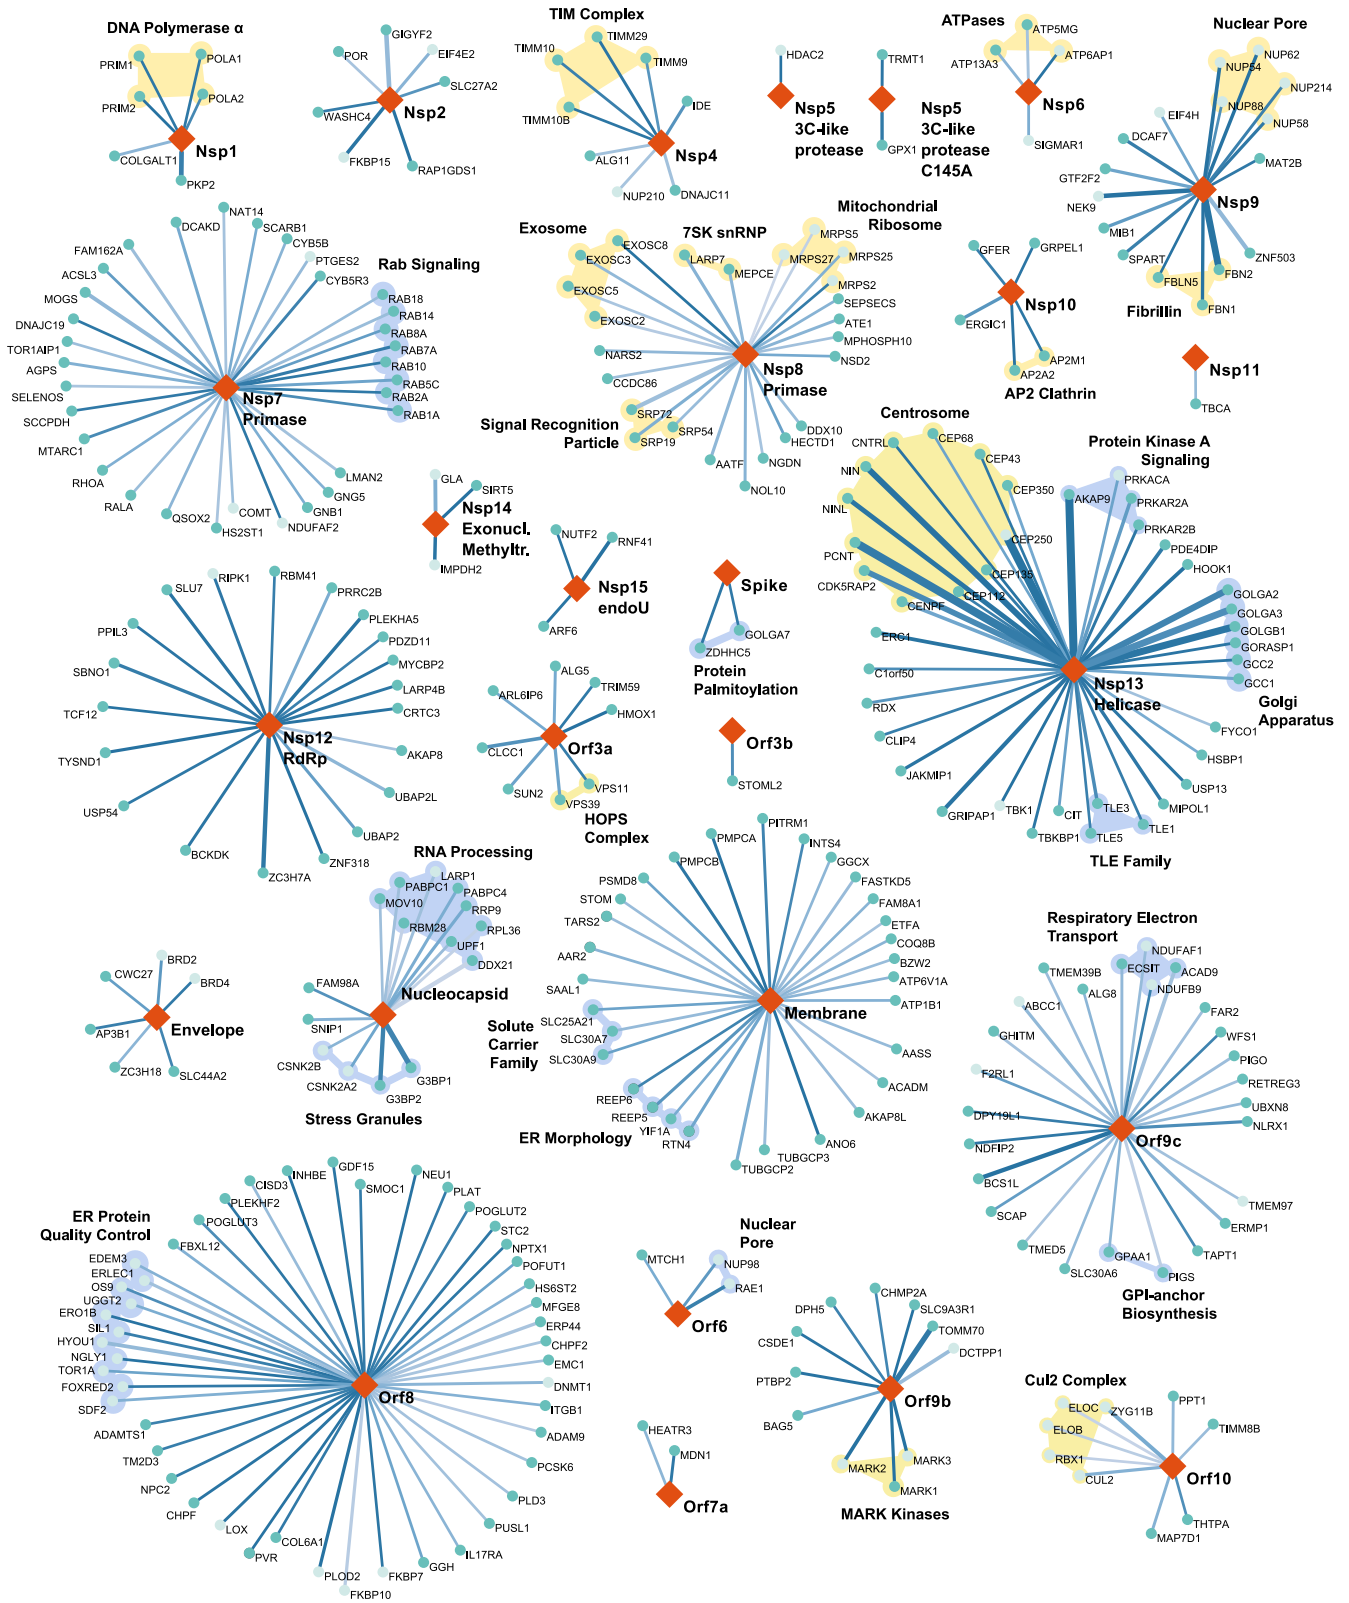 DNA Polymerase α
PRIM1
POLA1
PRIM2
POLA2
COLGALT1
Nsp1
PKP2
GIGYF2
POR
EIF4E2
SLC27A2
WASHC4
Nsp2
FKBP15
RAP1GDS1
TIM Complex
TIMM29
TIMM10
TIMM9
TIMM10B
IDE
ALG11
Nsp4
NUP210
DNAJC11
HDAC2
Nsp5
3C-like
protease
TRMT1
Nsp5
3C-like
protease
C145A
GPX1
ATPases
ATP5MG
ATP13A3
ATP6AP1
Nsp6
SIGMAR1
Nuclear Pore
NUP62
NUP54
NUP214
NUP88
NUP58
EIF4H
DCAF7
MAT2B
GTF2F2
NEK9
Nsp9
MIB1
SPART
ZNF503
FBN2
FBLN5
FBN1
Fibrillin
NAT14
DCAKD
SCARB1
CYB5B
FAM162A
PTGES2
ACSL3
CYB5R3
Rab Signaling
MOGS
RAB18
RAB14
DNAJC19
RAB8A
TOR1AIP1
RAB7A
AGPS
RAB10
SELENOS
RAB5C
RAB2A
SCCPDH
RAB1A
Nsp7
Primase
MTARC1
RHOA
LMAN2
RALA
GNG5
GNB1
QSOX2
COMT
NDUFAF2
HS2ST1
Exosome
EXOSC8
EXOSC3
EXOSC5
EXOSC2
7SK snRNP
LARP7
MEPCE
Mitochondrial
Ribosome
MRPS5
MRPS27
MRPS25
MRPS2
SEPSECS
ATE1
MPHOSPH10
NSD2
NARS2
Nsp8
Primase
CCDC86
Signal Recognition
Particle
SRP72
SRP54
SRP19
DDX10
HECTD1
AATF
NGDN
NOL10
GFER
GRPEL1
Nsp10
ERGIC1
AP2M1
AP2A2
AP2 Clathrin
Nsp11
TBCA
GLA
SIRT5
Nsp14
Exonucl.
Methyltr.
IMPDH2
NUTF2
RNF41
Nsp15
endoU
ARF6
Spike
GOLGA7
ZDHHC5
Protein
Palmitoylation
Centrosome
CEP68
CNTRL
CEP43
NIN
CEP350
NINL
CEP250
PCNT
CEP135
CDK5RAP2
CEP112
CENPF
Protein Kinase A
Signaling
PRKACA
AKAP9
PRKAR2A
PRKAR2B
PDE4DIP
HOOK1
GOLGA2
GOLGA3
GOLGB1
GORASP1
GCC2
GCC1
Golgi
Apparatus
ERC1
C1orf50
Nsp13
Helicase
RDX
CLIP4
FYCO1
JAKMIP1
HSBP1
USP13
GRIPAP1
TBK1
CIT
TLE3
MIPOL1
TBKBP1
TLE5
TLE1
TLE Family
RBM41
RIPK1
SLU7
PRRC2B
PLEKHA5
PPIL3
PDZD11
SBNO1
MYCBP2
LARP4B
TCF12
CRTC3
Nsp12
RdRp
TYSND1
AKAP8
USP54
UBAP2L
UBAP2
BCKDK
ZNF318
ZC3H7A
ALG5
ARL6IP6
TRIM59
HMOX1
CLCC1
Orf3a
SUN2
VPS11
VPS39
HOPS
Complex
Orf3b
STOML2
RNA Processing
LARP1
PABPC1
PABPC4
MOV10
RRP9
RBM28
RPL36
UPF1
DDX21
FAM98A
Nucleocapsid
SNIP1
CSNK2B
CSNK2A2
G3BP1
G3BP2
Stress Granules
BRD2
CWC27
BRD4
AP3B1
Envelope
ZC3H18
SLC44A2
PITRM1
PMPCA
INTS4
PMPCB
GGCX
PSMD8
FASTKD5
STOM
FAM8A1
TARS2
ETFA
COQ8B
AAR2
BZW2
SAAL1
ATP6V1A
ATP1B1
Membrane
Solute
Carrier
Family
SLC25A21
SLC30A7
SLC30A9
AASS
ACADM
REEP6
REEP5
YIF1A
RTN4
ER Morphology
AKAP8L
ANO6
TUBGCP3
TUBGCP2
Respiratory Electron
Transport
NDUFAF1
ECSIT
ACAD9
TMEM39B
NDUFB9
ALG8
ABCC1
FAR2
GHITM
WFS1
PIGO
F2RL1
RETREG3
UBXN8
DPY19L1
NLRX1
Orf9c
NDFIP2
BCS1L
TMEM97
SCAP
ERMP1
TMED5
TAPT1
GPAA1
SLC30A6
PIGS
GPI-anchor
Biosynthesis
GDF15
INHBE
NEU1
CISD3
SMOC1
PLAT
PLEKHF2
POGLUT2
POGLUT3
STC2
FBXL12
NPTX1
ER Protein
Quality Control
POFUT1
EDEM3
ERLEC1
HS6ST2
OS9
MFGE8
UGGT2
ERO1B
ERP44
SIL1
HYOU1
CHPF2
NGLY1
EMC1
TOR1A
FOXRED2
DNMT1
Orf8
SDF2
ITGB1
ADAMTS1
ADAM9
TM2D3
PCSK6
NPC2
PLD3
CHPF
PUSL1
LOX
COL6A1
IL17RA
PVR
GGH
PLOD2
FKBP7
FKBP10
Nuclear
Pore
MTCH1
NUP98
RAE1
Orf6
HEATR3
MDN1
Orf7a
CHMP2A
DPH5
SLC9A3R1
CSDE1
TOMM70
DCTPP1
PTBP2
Orf9b
BAG5
MARK3
MARK2
MARK1
MARK Kinases
Cul2 Complex
ELOC
ZYG11B
PPT1
ELOB
TIMM8B
RBX1
CUL2
Orf10
THTPA
MAP7D1